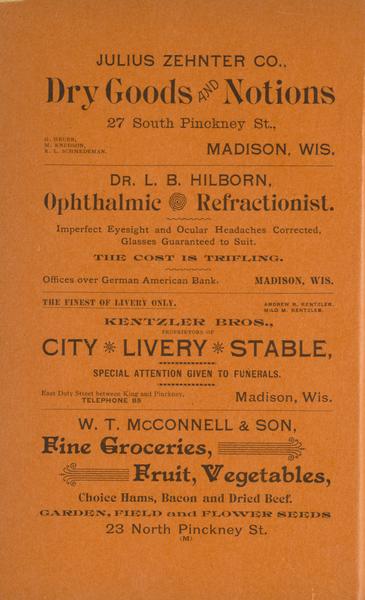 JULIUS ZEHNTER CO.,
Dry Goods AND Notions
27 South Pinckney St.,
G. HEUER,
M. KNUDSON,
E. L. SCHMEDEMAN.
MADISON, WIS.
DR. L. B. HILBORN,
Ophthalmic Refractionist.
Imperfect Eyesight and Ocular Headaches Corrected,
Glasses Guaranteed to Suit.
THE COST IS TRIFLING.
Offices over German American Bank. MADISON, WIS.
THE FINEST OF LIVERY ONLY.
ANDREW R. KENTZLER.
MILO M. KENTZLER.
KENTZLER BROS.,
PROPRIETORS OF
CITY LIVERY STABLE,
SPECIAL ATTENTION GIVEN TO FUNERALS.
East Doty Street between King and Pinckney.
TELEPHONE 85
Madison, Wis.
W. T. McCONNELL & SON,
Fine Groceries,
Fruit, Vegetables,
Choice Hams, Bacon and Dried Beef.
GARDEN, FIELD and FLOWER SEEDS
23 North Pinckney St.
(M)